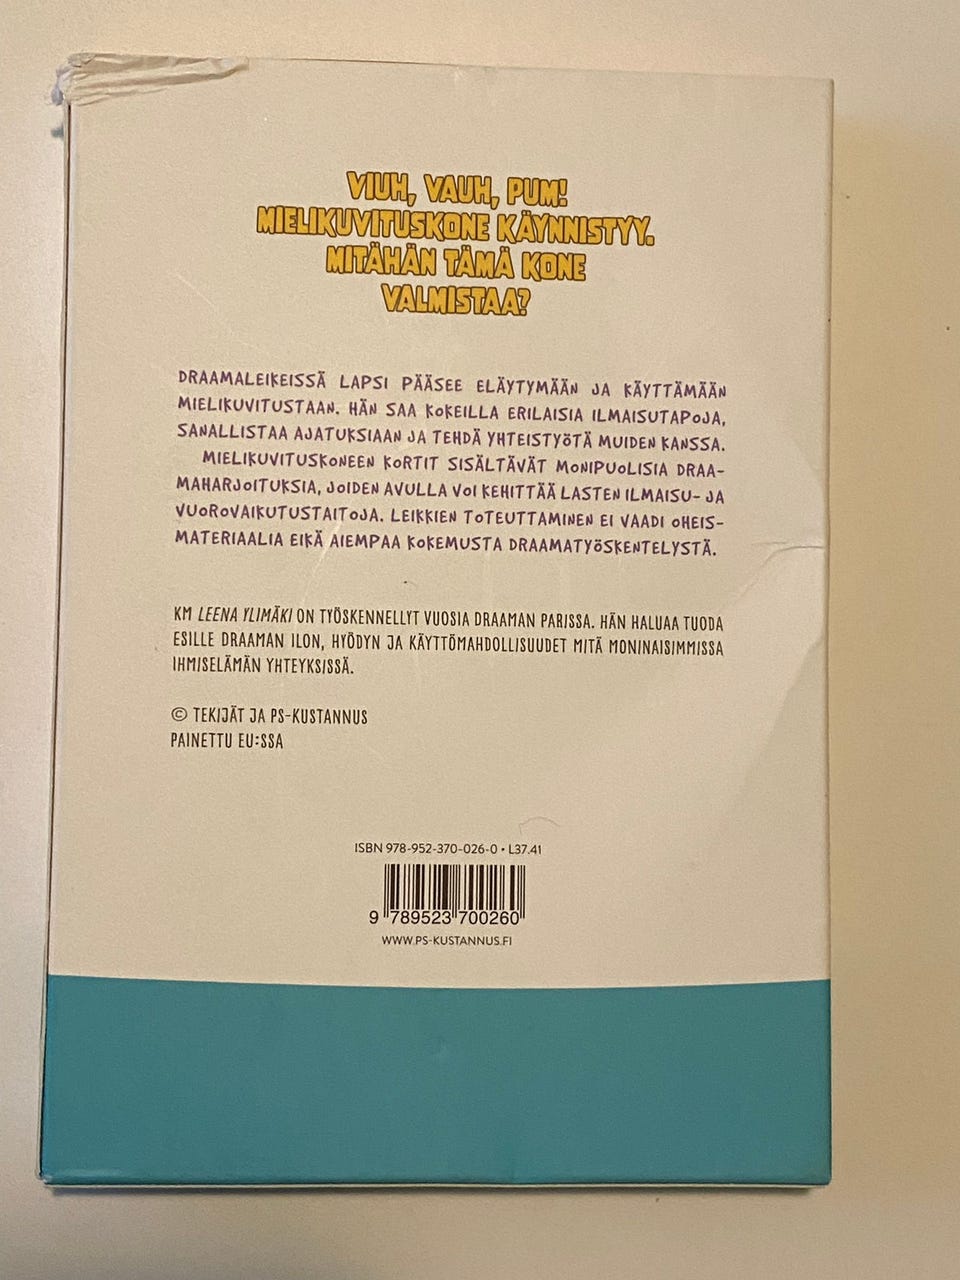 VIUH, VAUH, PUM!
MIELIKUVITUSKONE KÄYNNISTYY.
MITÄHÄN TÄMÄ KONE
VALMISTAA?
DRAAMALEIKEISSÄ LAPSI PÄÄSEE ELÄYTYMÄÄN JA KÄYTTÄMÄÄN
MIELIKUVITUSTAAN. HÄN SAA KOKEILLA ERILAISIA ILMAISUTAPOJA,
SANALLISTAA AJATUKSIAAN JA TEHDÄ YHTEISTYÖTÄ MUIDEN KANSSA.
MIELIKUVITUSKONEEN KORTIT SISÄLTÄVÄT MONIPUOLISIA DRAA-
MAHARJOITUKSIA, JOIDEN AVULLA VOI KEHITTÄÄ LASTEN ILMAISU- JA
VUOROVAIKUTUSTAITOJA. LEIKKIEN TOTEUTTAMINEN EI VAADI OHEIS-
MATERIAALIA EIKÄ AIEMPAA KOKEMUSTA DRAAMATYÖSKENTELYSTÄ.
KM LEENA YLIMÄKI ON TYÖSKENNELLYT VUOSIA DRAAMAN PARISSA. HÄN HALUAA TUODA
ESILLE DRAAMAN ILON, HYÖDYN JA KÄYTTÖMAHDOLLISUUDET MITÄ MONINAISIMMISSA
IHMISELÄMÄN YHTEYKSISSÄ.
© TEKIJÄT JA PS-KUSTANNUS
PAINETTU EU:SSA
ISBN 978-952-370-026-0 • L37.41
9 789523 700260
WWW.PS-KUSTANNUS.FI